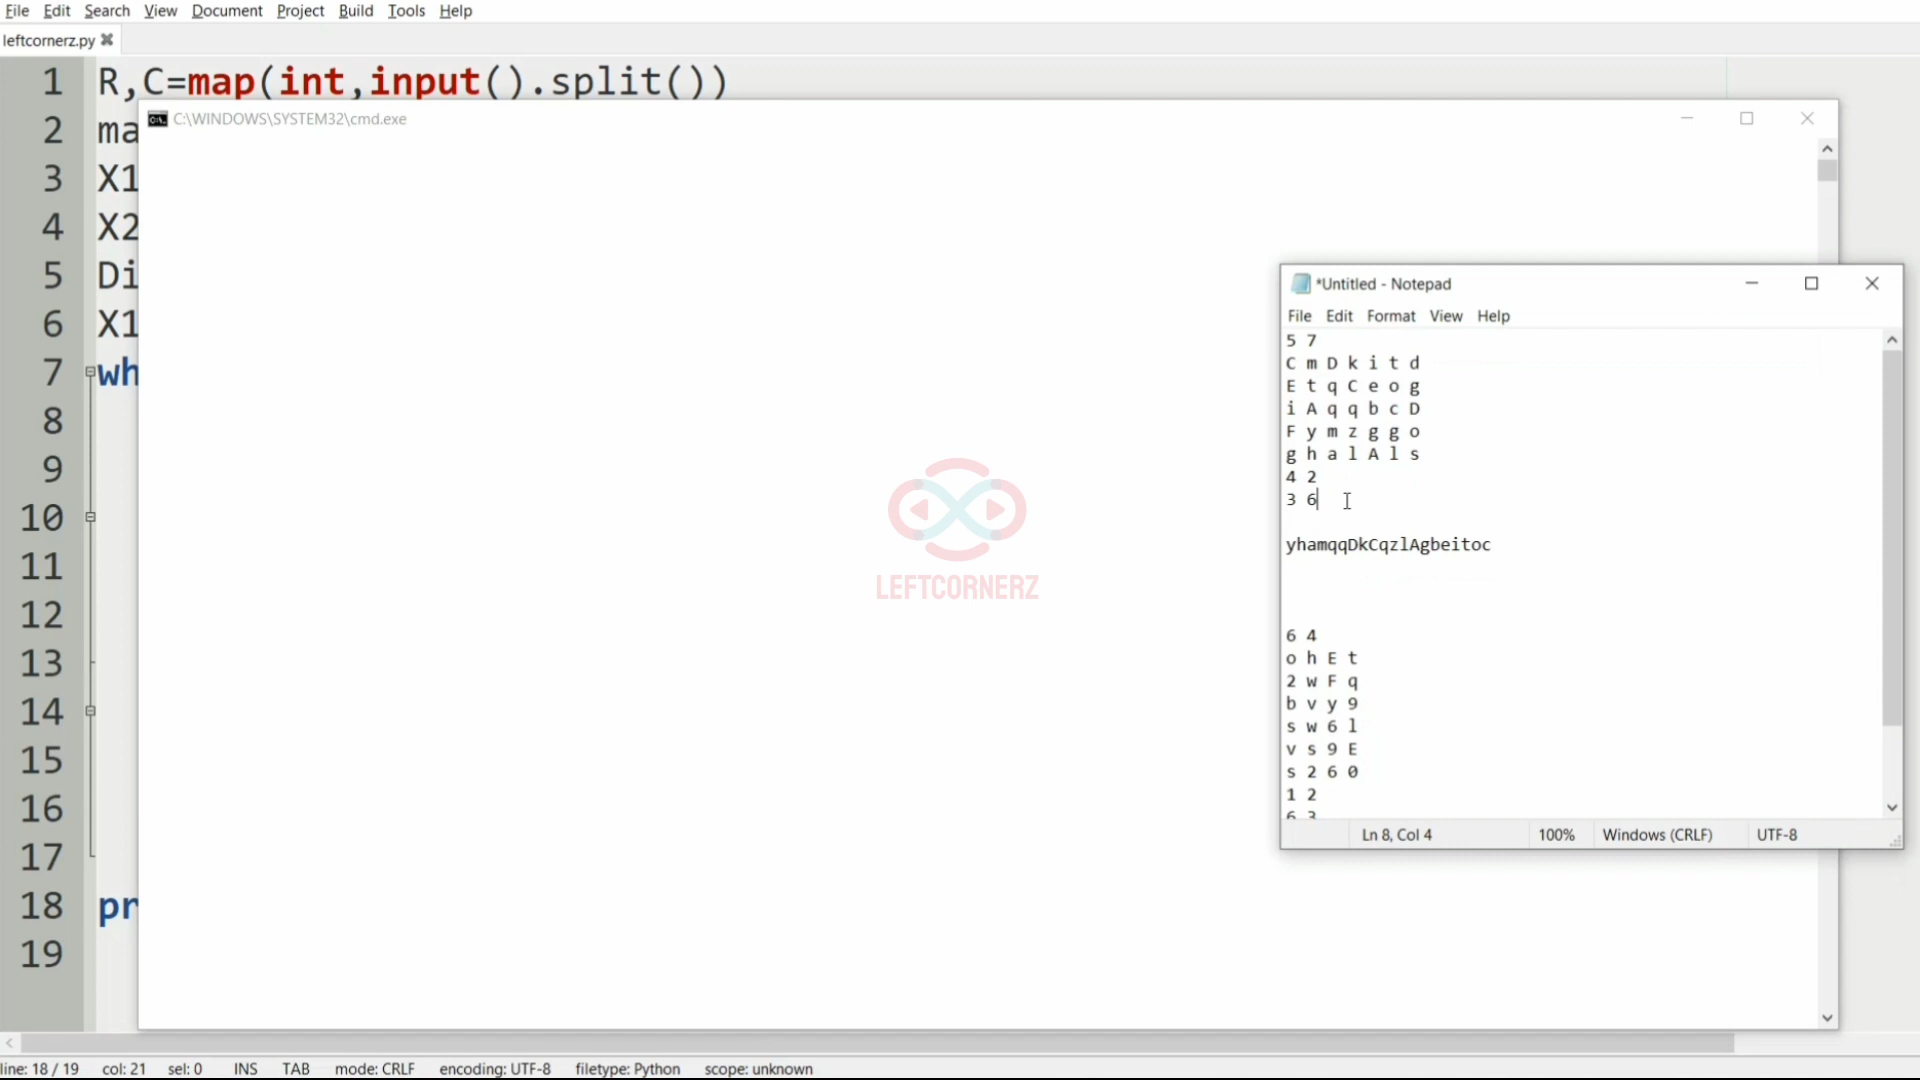 File Edit Search View Document Project Build Tools Help
leftcornerz.py
1 R,C=map(int,input().split())
2 ma
3 X1
4 X2
5 Di
6 X1
7 wh
8
9
10
11
12
13
14
15
16
17
18 pr
19
C:\WINDOWS\SYSTEM32\cmd.exe
LEFTCORNERZ
*Untitled - Notepad
File Edit Format View Help
5 7
C m D k i t d
E t q C e o g
i A q q b c D
F y m z g g o
g h a l A l s
4 2
3 6
yhamqqDkCqzlAgbeitoc
6 4
o h E t
2 w F q
b v y 9
s w 6 l
v s 9 E
s 2 6 0
1 2
6 3
Ln 8, Col 4 100% Windows (CRLF) UTF-8
line: 18 / 19 col: 21 sel: 0 INS TAB mode: CRLF encoding: UTF-8 filetype: Python scope: unknown